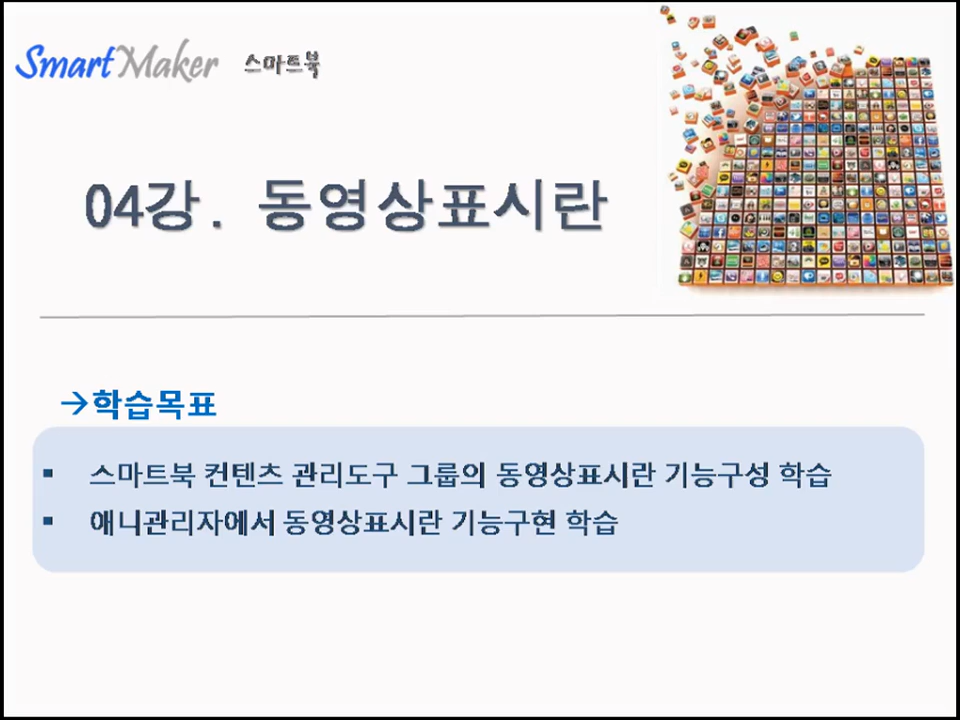 SmartMaker 스마트북
04강. 동영상표시란
→학습목표
▪ 스마트북 컨텐츠 관리도구 그룹의 동영상표시란 기능구성 학습
▪ 애니관리자에서 동영상표시란 기능구현 학습